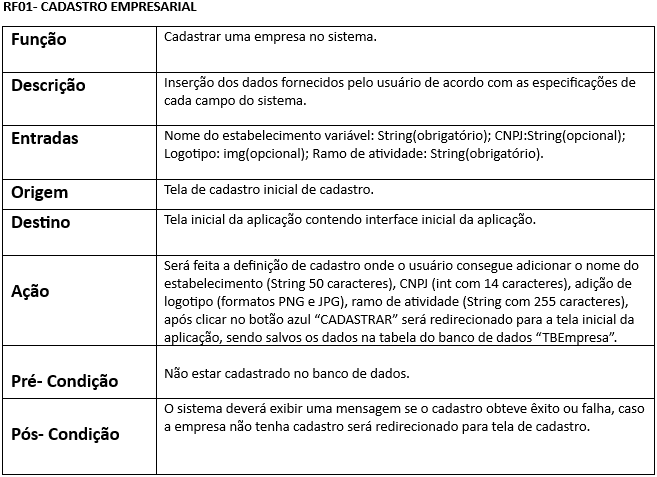 RF01- CADASTRO EMPRESARIAL
Função
Cadastrar uma empresa no sistema.
Descrição
Inserção dos dados fornecidos pelo usuário de acordo com as especificações de
cada campo do sistema.
Entradas
Nome do estabelecimento variável: String(obrigatório); CNPJ:String(opcional);
Logotipo: img(opcional); Ramo de atividade: String(obrigatório).
Origem
Tela de cadastro inicial de cadastro.
Destino
Tela inicial da aplicação contendo interface inicial da aplicação.
Ação
Será feita a definição de cadastro onde o usuário consegue adicionar o nome do
estabelecimento (String 50 caracteres), CNPJ (int com 14 caracteres), adição de
logotipo (formatos PNG e JPG), ramo de atividade (String com 255 caracteres),
após clicar no botão azul “CADASTRAR” será redirecionado para a tela inicial da
aplicação, sendo salvos os dados na tabela do banco de dados “TBEmpresa”.
Pré- Condição
Não estar cadastrado no banco de dados.
Pós- Condição
O sistema deverá exibir uma mensagem se o cadastro obteve êxito ou falha, caso
a empresa não tenha cadastro será redirecionado para tela de cadastro.